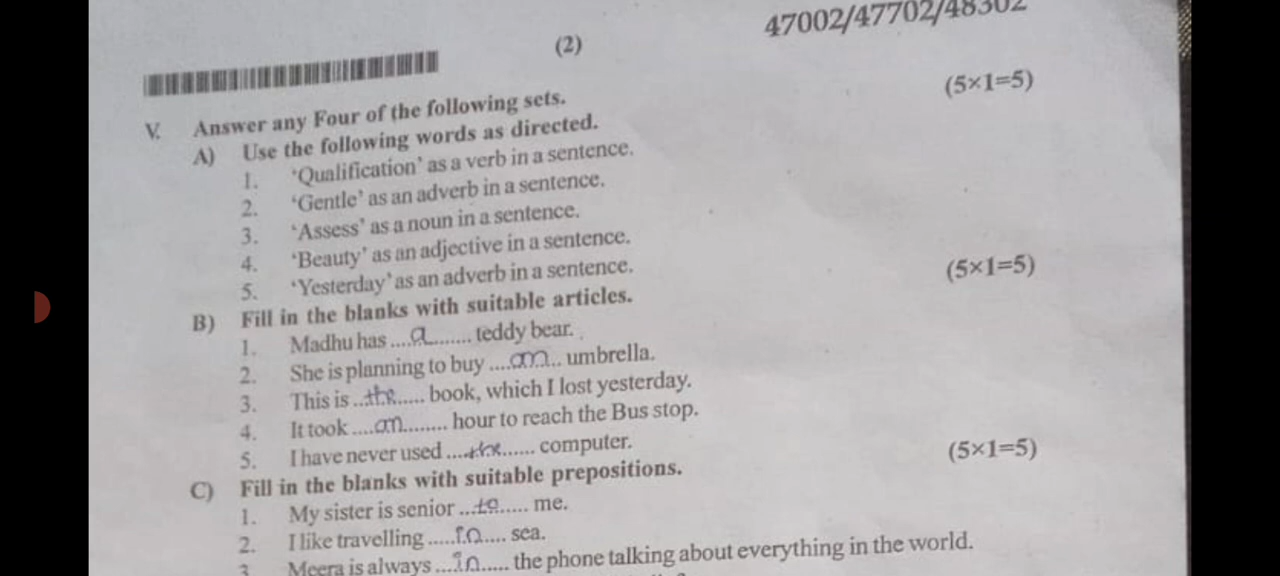 47002/47702/48302
(2)
V. Answer any Four of the following sets.
A) Use the following words as directed. (5×1=5)
1. 'Qualification' as a verb in a sentence.
2. 'Gentle' as an adverb in a sentence.
3. 'Assess' as a noun in a sentence.
4. 'Beauty' as an adjective in a sentence.
5. 'Yesterday' as an adverb in a sentence.
B) Fill in the blanks with suitable articles. (5×1=5)
1. Madhu has ....a........ teddy bear.
2. She is planning to buy ....an... umbrella.
3. This is ..the...... book, which I lost yesterday.
4. It took ....an........ hour to reach the Bus stop.
5. I have never used ....the...... computer.
C) Fill in the blanks with suitable prepositions. (5×1=5)
1. My sister is senior ...to...... me.
2. I like travelling ..... sea.
3 Meera is always ...in..... the phone talking about everything in the world.